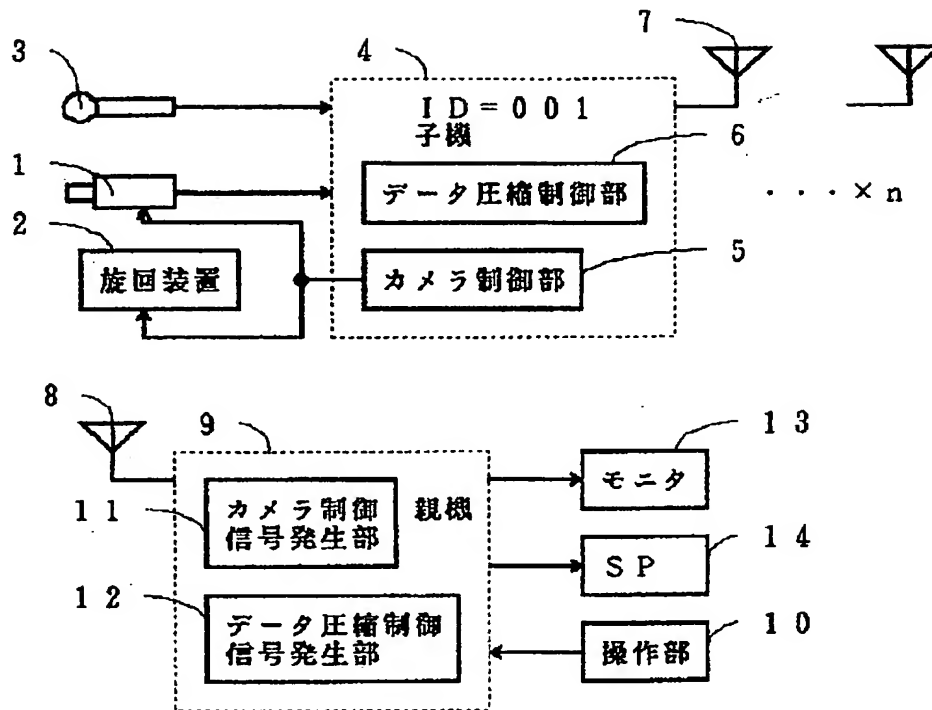 3
4
7
ID=001
子機
6
1
データ圧縮制御部
・・・×n
2
5
旋回装置
カメラ制御部
8
9
13
モニタ
11
カメラ制御
信号発生部
親機
14
SP
12
データ圧縮制御
信号発生部
10
操作部